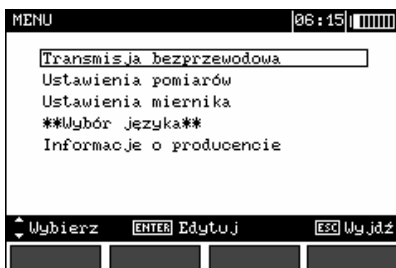 MENU 06:15
Transmisja bezprzewodowa
Ustawienia pomiarów
Ustawienia miernika
**Wybór języka**
Informacje o producencie
Wybierz ENTER Edytuj ESC Wyjdź